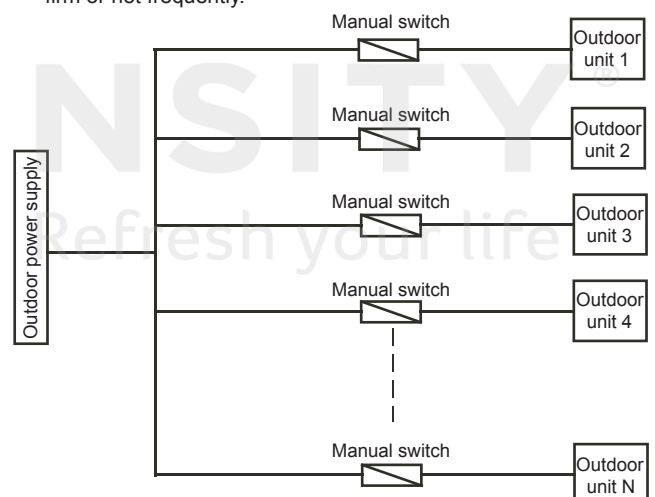 firm or not frequently.
Manual switch
Outdoor
unit 1
NSITY®
Manual switch
Outdoor
unit 2
Outdoor power supply
Manual switch
Outdoor
unit 3
Refresh your life
Manual switch
Outdoor
unit 4
Manual switch
Outdoor
unit N